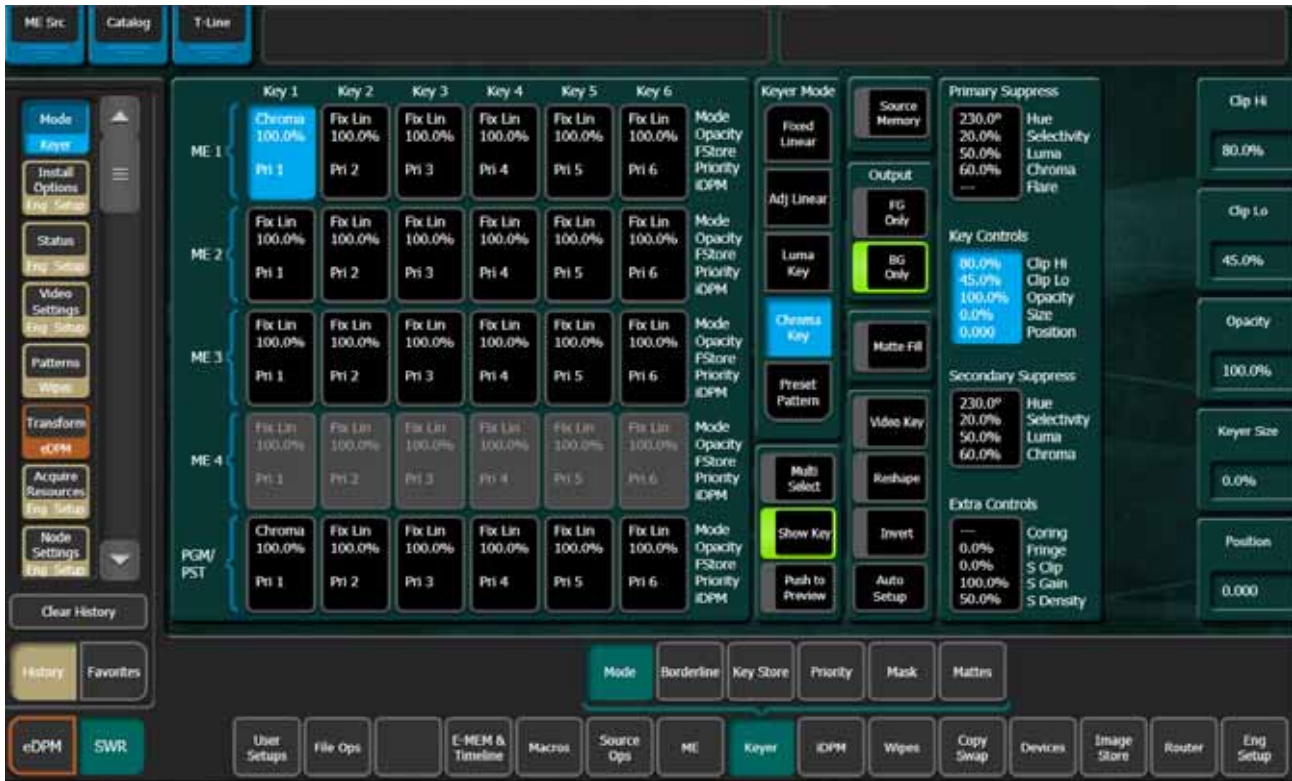 ME Src
Catalog
T-Line
Mode
Keyer
Install
Options
Eng Setup
Status
Eng Setup
Video
Settings
Eng Setup
Patterns
Wipes
Transform
eDPM
Acquire
Resources
Eng Setup
Node
Settings
Eng Setup
Clear History
History
Favorites
eDPM
SWR
Key 1 Key 2 Key 3 Key 4 Key 5 Key 6
ME 1
Chroma Fix Lin Fix Lin Fix Lin Fix Lin Fix Lin Mode
100.0% 100.0% 100.0% 100.0% 100.0% 100.0% Opacity
FStore
Pri 1 Pri 2 Pri 3 Pri 4 Pri 5 Pri 6 Priority
iDPM
ME 2
Fix Lin Fix Lin Fix Lin Fix Lin Fix Lin Fix Lin Mode
100.0% 100.0% 100.0% 100.0% 100.0% 100.0% Opacity
FStore
Pri 1 Pri 2 Pri 3 Pri 4 Pri 5 Pri 6 Priority
iDPM
ME 3
Fix Lin Fix Lin Fix Lin Fix Lin Fix Lin Fix Lin Mode
100.0% 100.0% 100.0% 100.0% 100.0% 100.0% Opacity
FStore
Pri 1 Pri 2 Pri 3 Pri 4 Pri 5 Pri 6 Priority
iDPM
ME 4
Fix Lin Fix Lin Fix Lin Fix Lin Fix Lin Fix Lin Mode
100.0% 100.0% 100.0% 100.0% 100.0% 100.0% Opacity
FStore
Pri 1 Pri 2 Pri 3 Pri 4 Pri 5 Pri 6 Priority
iDPM
PGM/
PST
Chroma Fix Lin Fix Lin Fix Lin Fix Lin Fix Lin Mode
100.0% 100.0% 100.0% 100.0% 100.0% 100.0% Opacity
FStore
Pri 1 Pri 2 Pri 3 Pri 4 Pri 5 Pri 6 Priority
iDPM
Keyer Mode
Fixed
Linear
Adj Linear
Luma
Key
Chroma
Key
Preset
Pattern
Multi
Select
Show Key
Push to
Preview
Source
Memory
Output
FG
Only
BG
Only
Matte Fill
Video Key
Reshape
Invert
Auto
Setup
Primary Suppress
230.0° Hue
20.0% Selectivity
50.0% Luma
60.0% Chroma
--- Flare
Key Controls
80.0% Clip Hi
45.0% Clip Lo
100.0% Opacity
0.0% Size
0.000 Position
Secondary Suppress
230.0° Hue
20.0% Selectivity
50.0% Luma
60.0% Chroma
Extra Controls
--- Coring
0.0% Fringe
0.0% S Clip
100.0% S Gain
50.0% S Density
Clip Hi
80.0%
Clip Lo
45.0%
Opacity
100.0%
Keyer Size
0.0%
Position
0.000
Mode
Borderline
Key Store
Priority
Mask
Mattes
User
Setups
File Ops
E-MEM &
Timeline
Macros
Source
Ops
ME
Keyer
iDPM
Wipes
Copy
Swap
Devices
Image
Store
Router
Eng
Setup